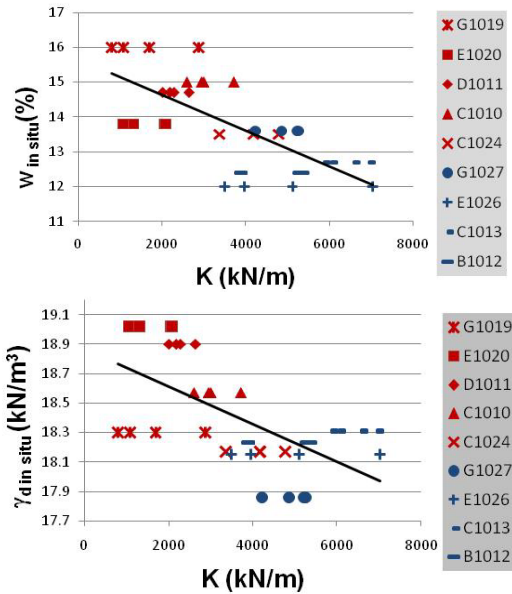 17
16
15
14
13
12
11
W in situ (%)
0 2000 4000 6000 8000
K (kN/m)
G1019
E1020
D1011
C1010
C1024
G1027
E1026
C1013
B1012
19.1
18.9
18.7
18.5
18.3
18.1
17.9
17.7
γd in situ (kN/m³)
0 2000 4000 6000 8000
K (kN/m)
G1019
E1020
D1011
C1010
C1024
G1027
E1026
C1013
B1012